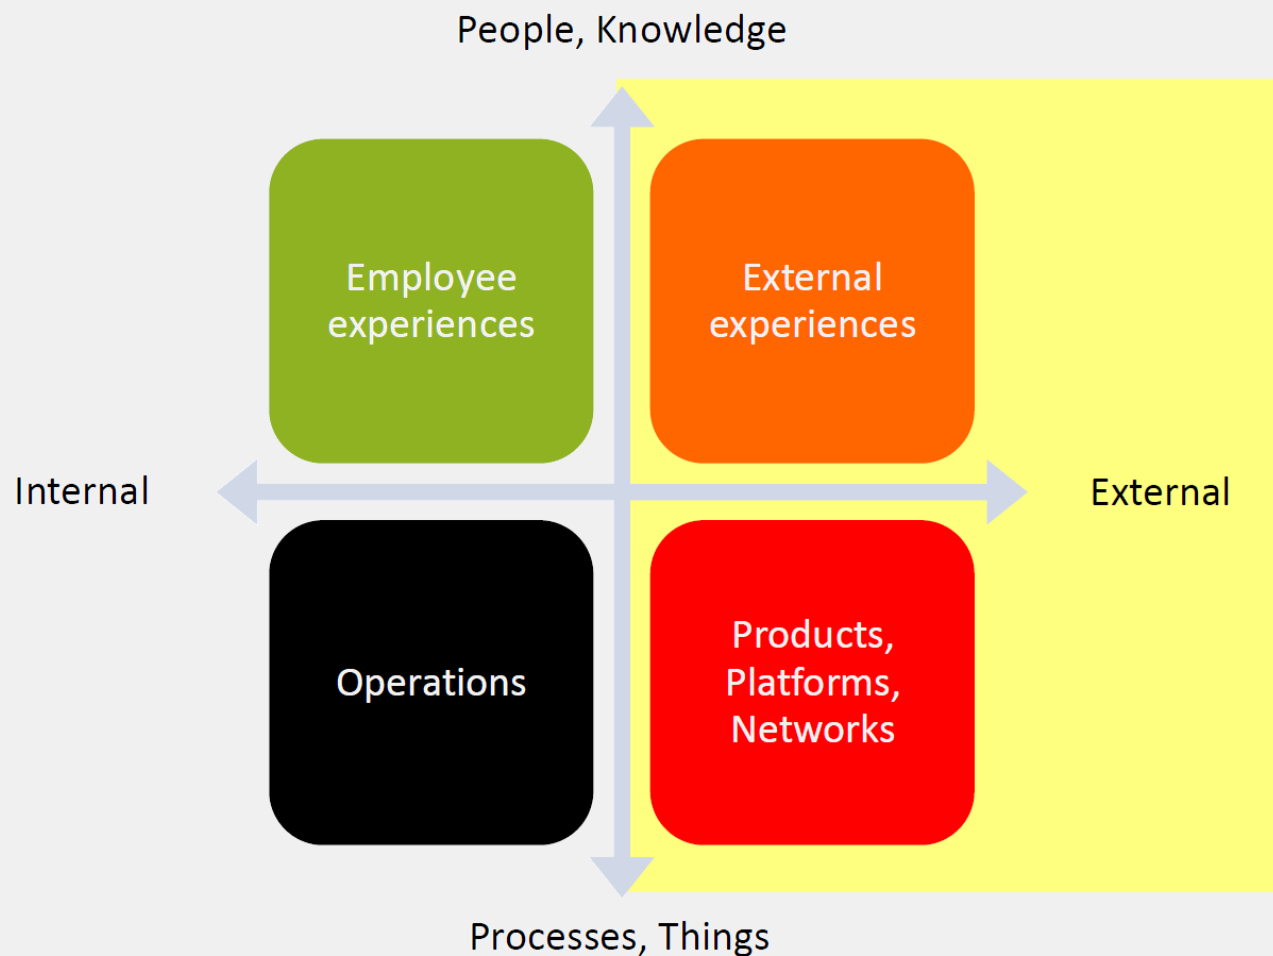 People, Knowledge
Employee
experiences
External
experiences
Internal
External
Operations
Products,
Platforms,
Networks
Processes, Things